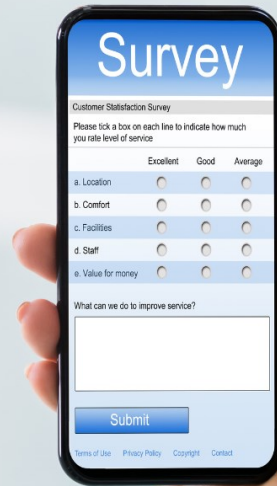 Survey
Customer Statisfaction Survey
Please tick a box on each line to indicate how much
you rate level of service
Excellent Good Average
a. Location
b. Comfort
c. Facilities
d. Staff
e. Value for money
What can we do to improve service?
Submit
Terms of Use Privacy Policy Copyright Contact